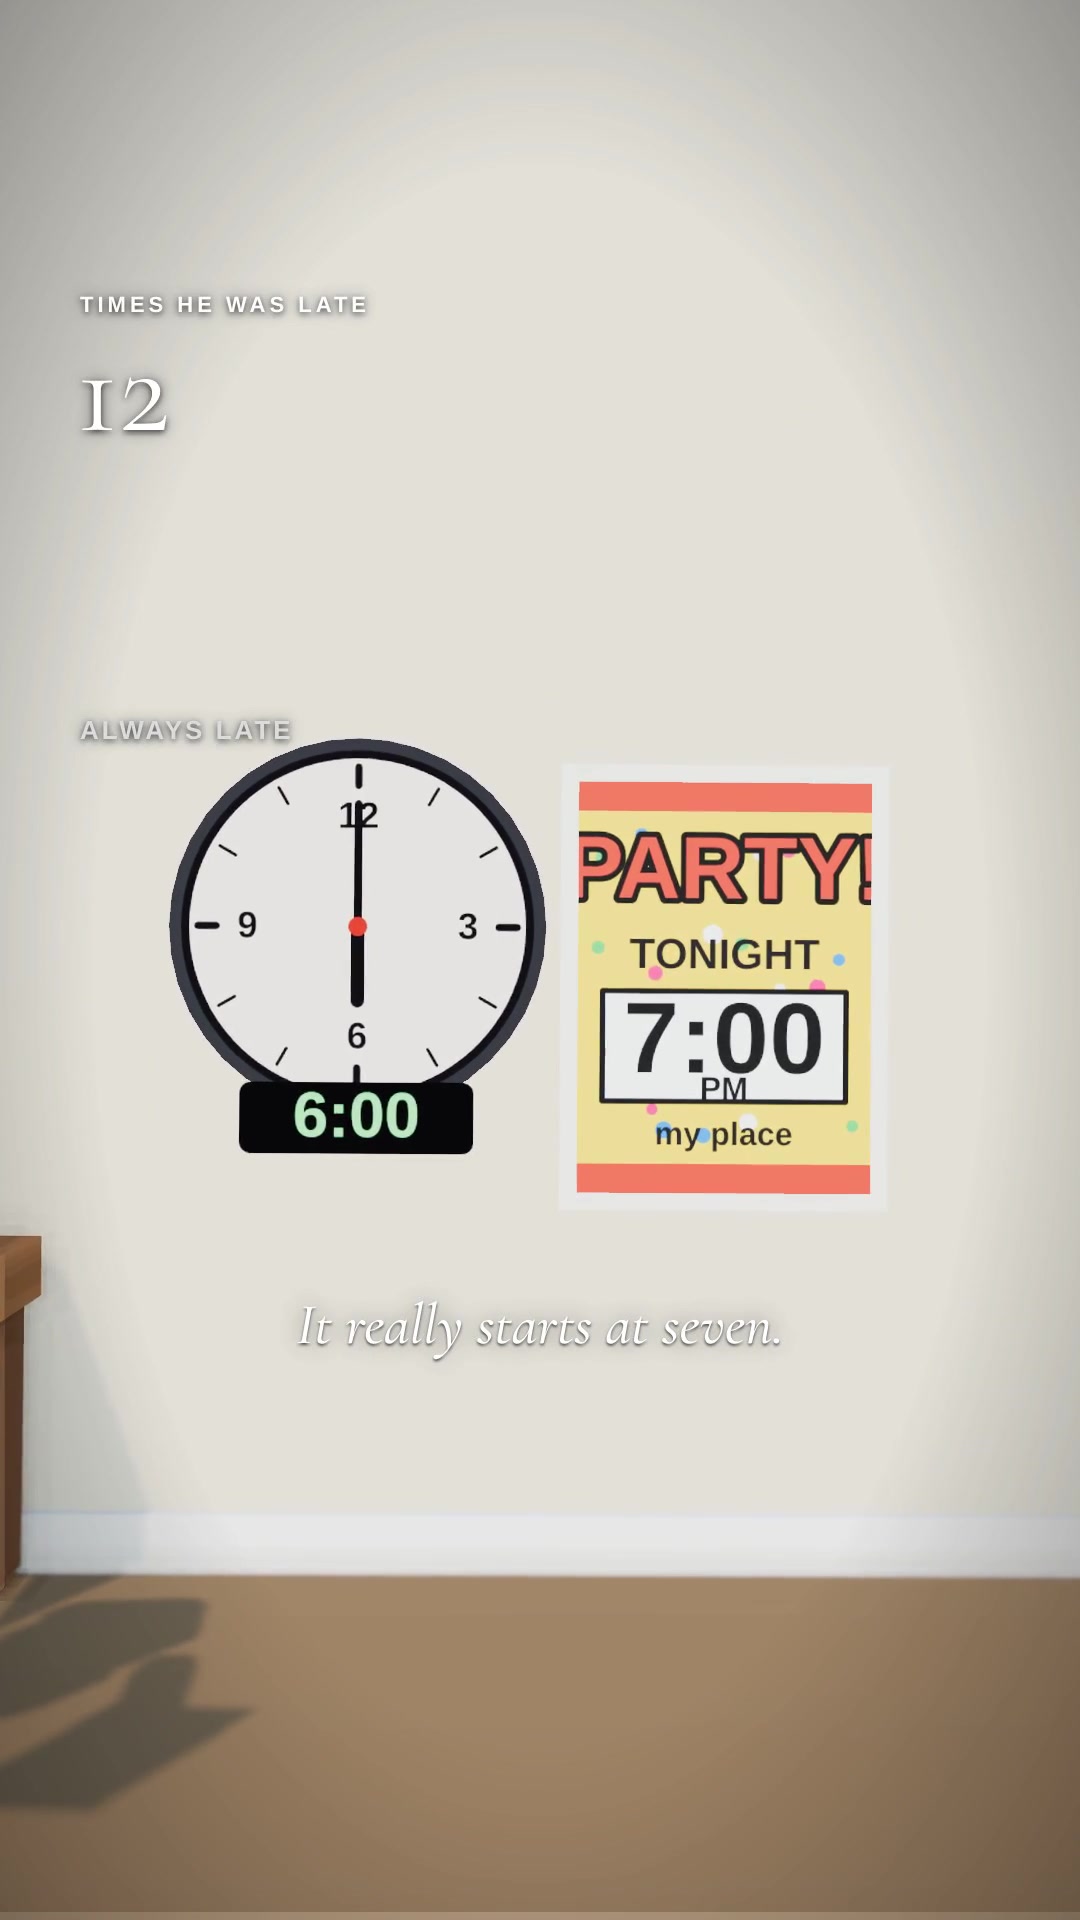 TIMES HE WAS LATE
12
ALWAYS LATE
12
9
3
6
6:00
PARTY!
TONIGHT
7:00
PM
my place
It really starts at seven.